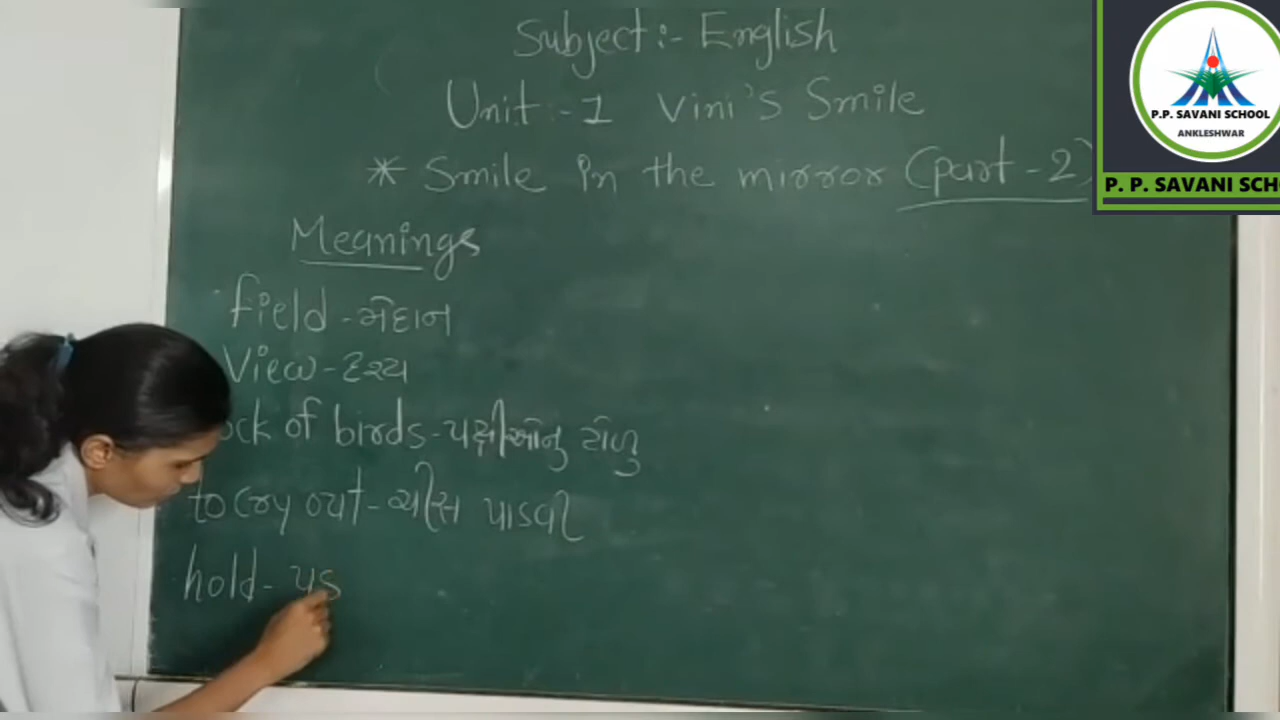 Subject:- English
Unit :-1 Vini's Smile
* Smile in the mirror (part-2)
Meanings
field - મેદાન
View - દ્રશ્ય
ock of birds - પક્ષીઓનું ટોળુ
to cry out - ચીસ પાડવી
hold - પક
P.P. SAVANI SCHOOL
ANKLESHWAR
P. P. SAVANI SCH